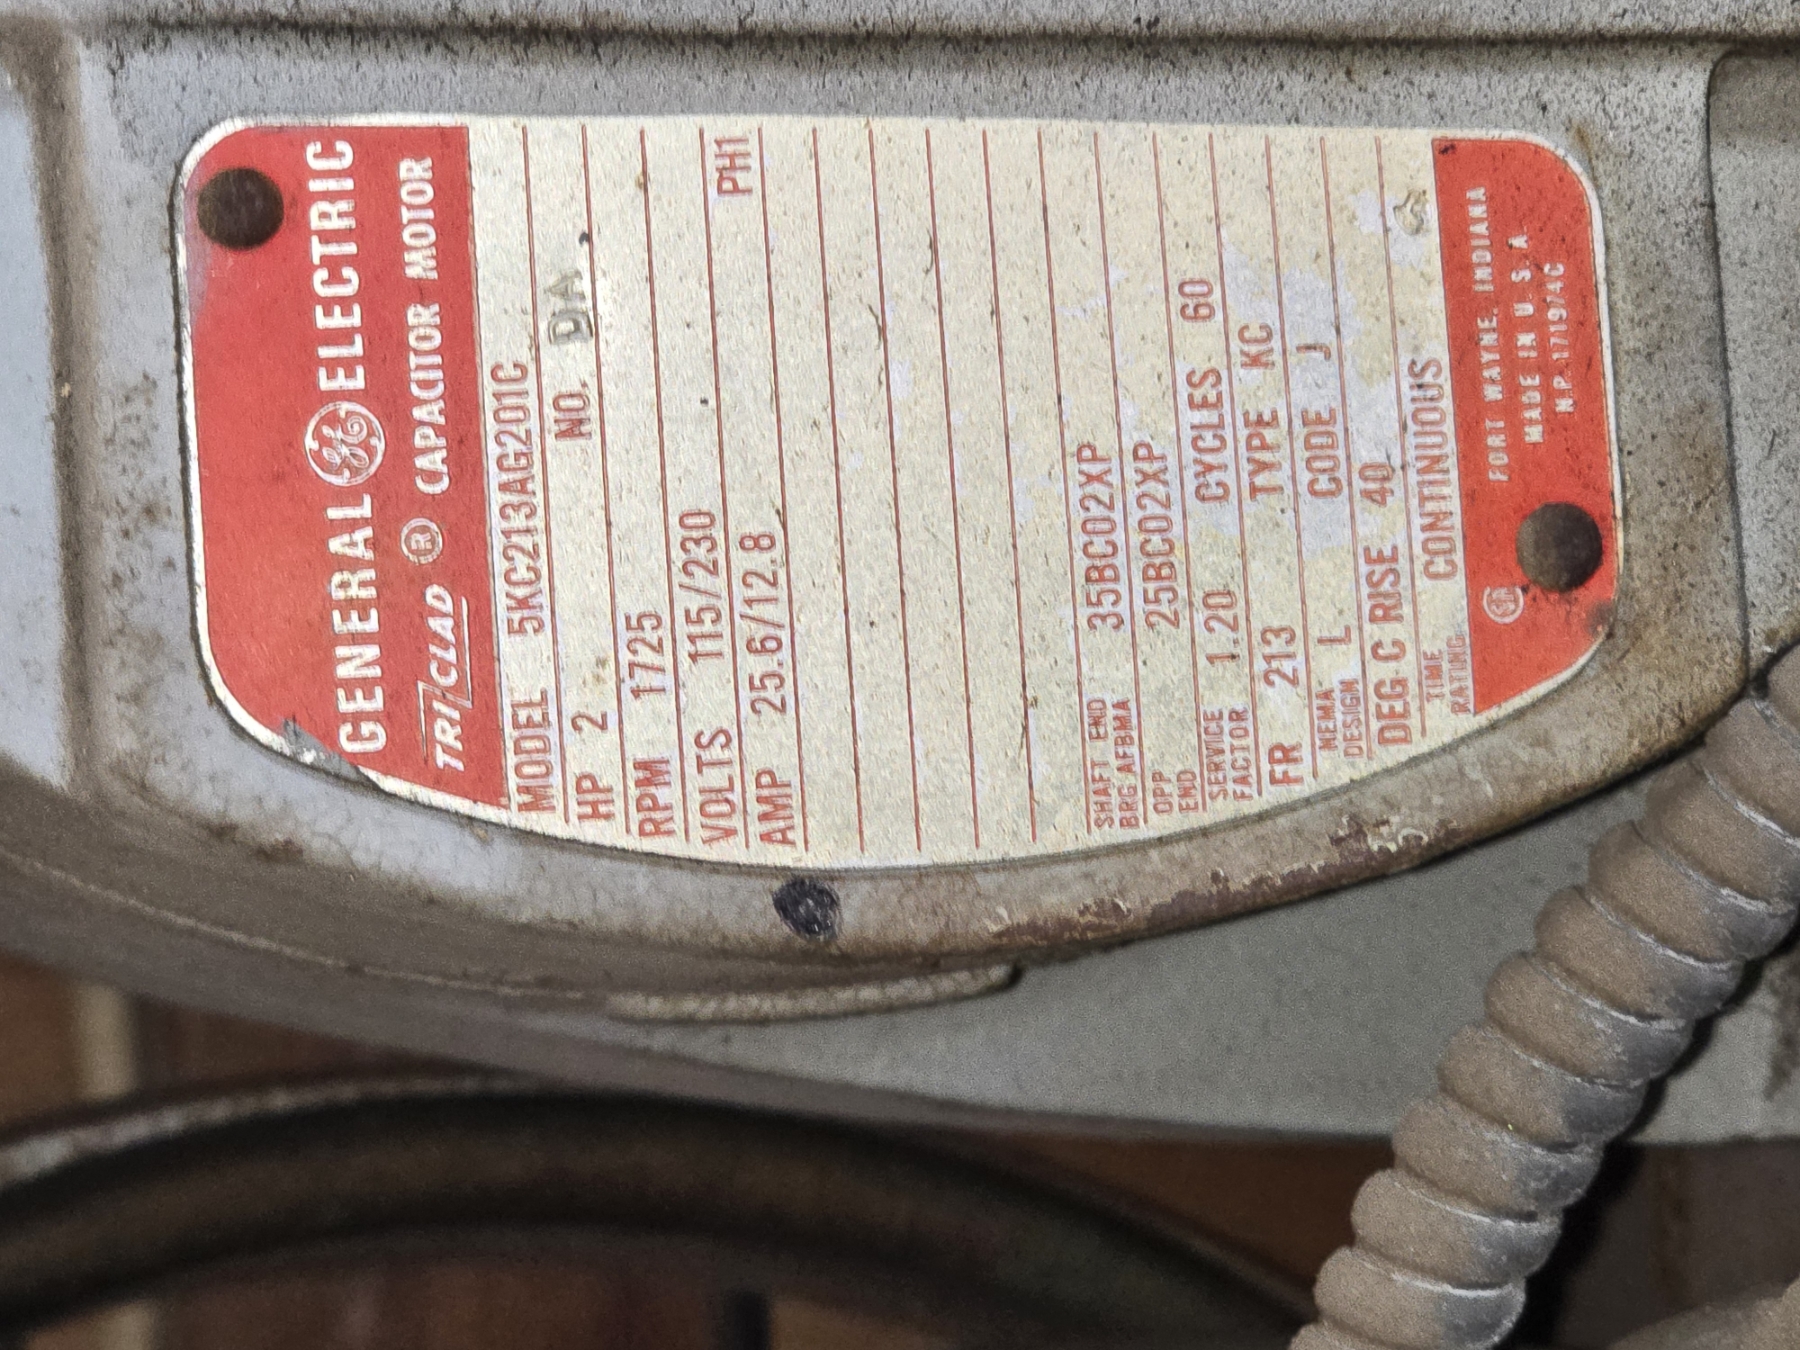 GENERAL GE ELECTRIC
TRI/CLAD ® CAPACITOR MOTOR
MODEL 5KC213AG201C
HP 2 NO. DA
RPM 1725
VOLTS 115/230 PH1
AMP 25.6/12.8
SHAFT END BRG. AFBMA 35BC02XP
OPP END 25BC02XP
SERVICE FACTOR 1.20 CYCLES 60
FR 213 TYPE KC
NEMA DESIGN L CODE J
DEG C RISE 40
TIME RATING CONTINUOUS
FORT WAYNE, INDIANA
MADE IN U.S.A.
N.P. 171974C